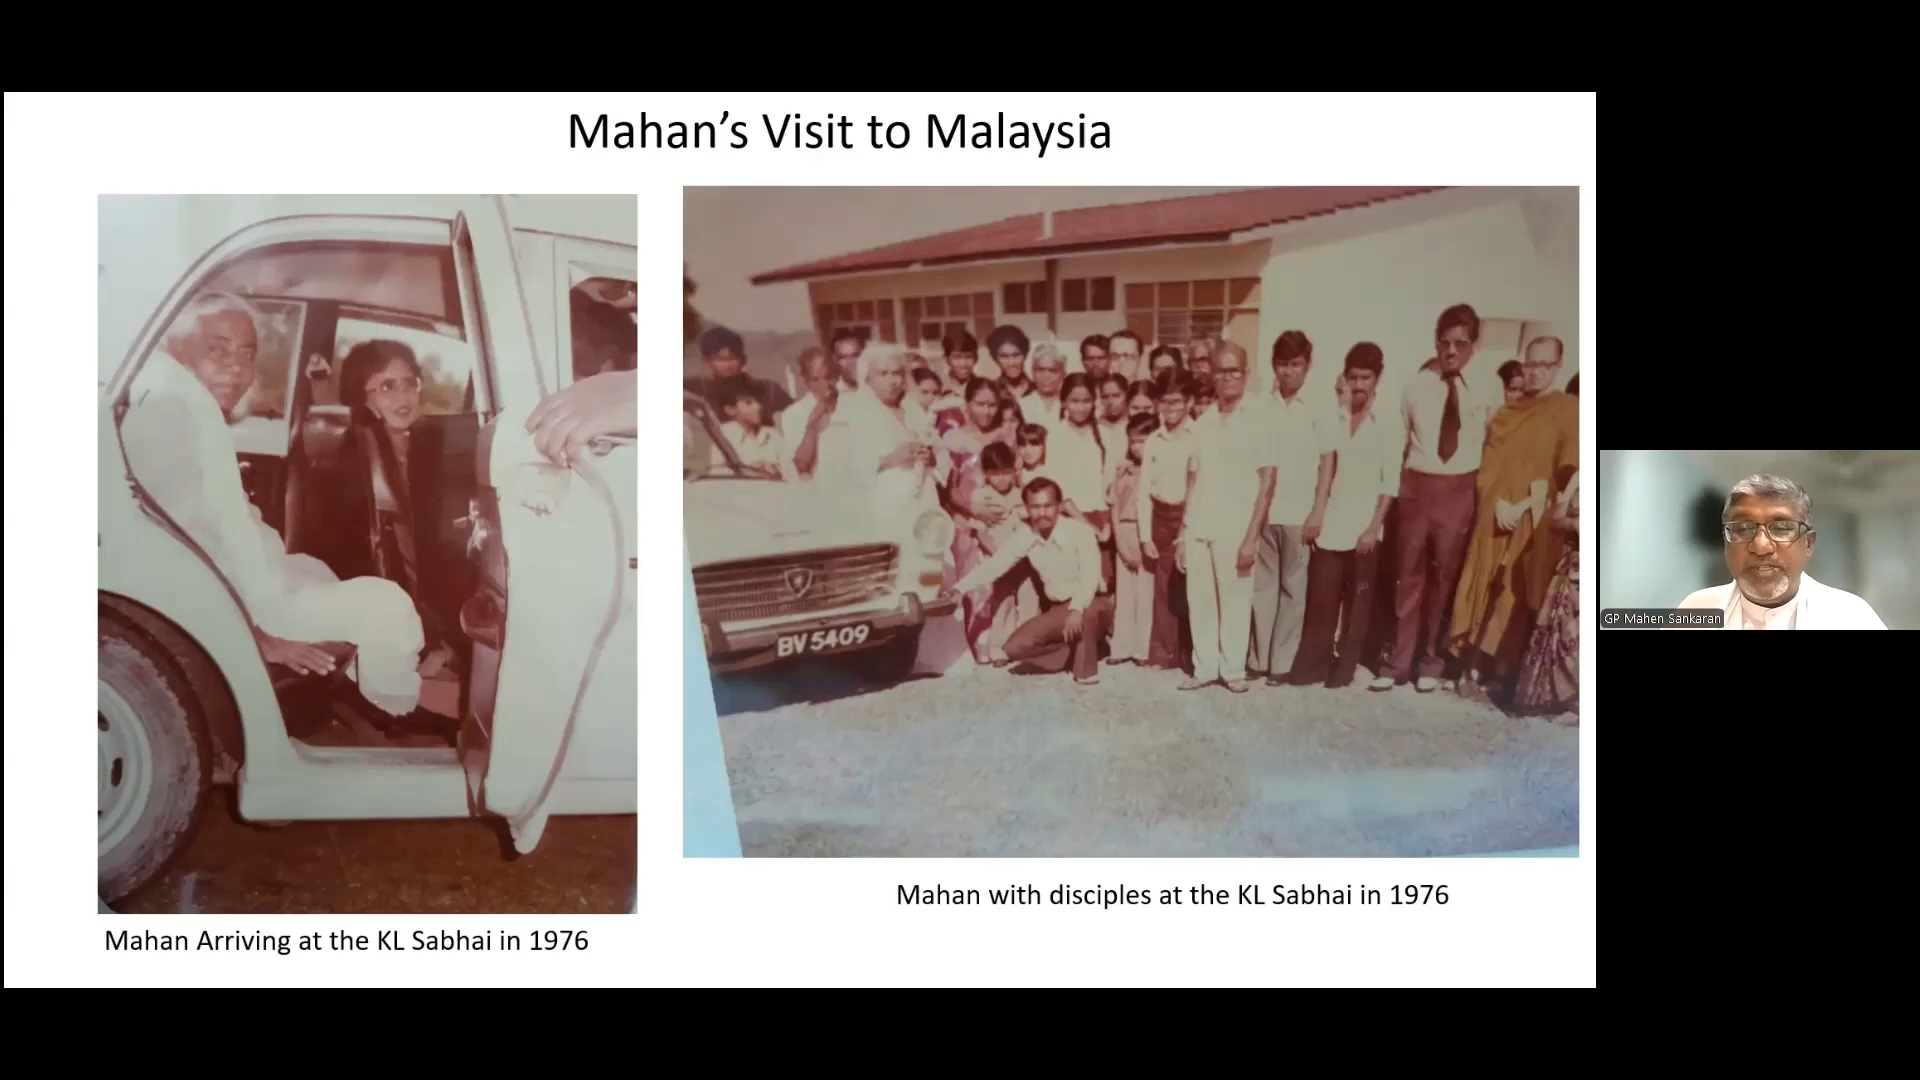 Mahan’s Visit to Malaysia
BV 5409
Mahan with disciples at the KL Sabhai in 1976
Mahan Arriving at the KL Sabhai in 1976
GP Mahen Sankaran